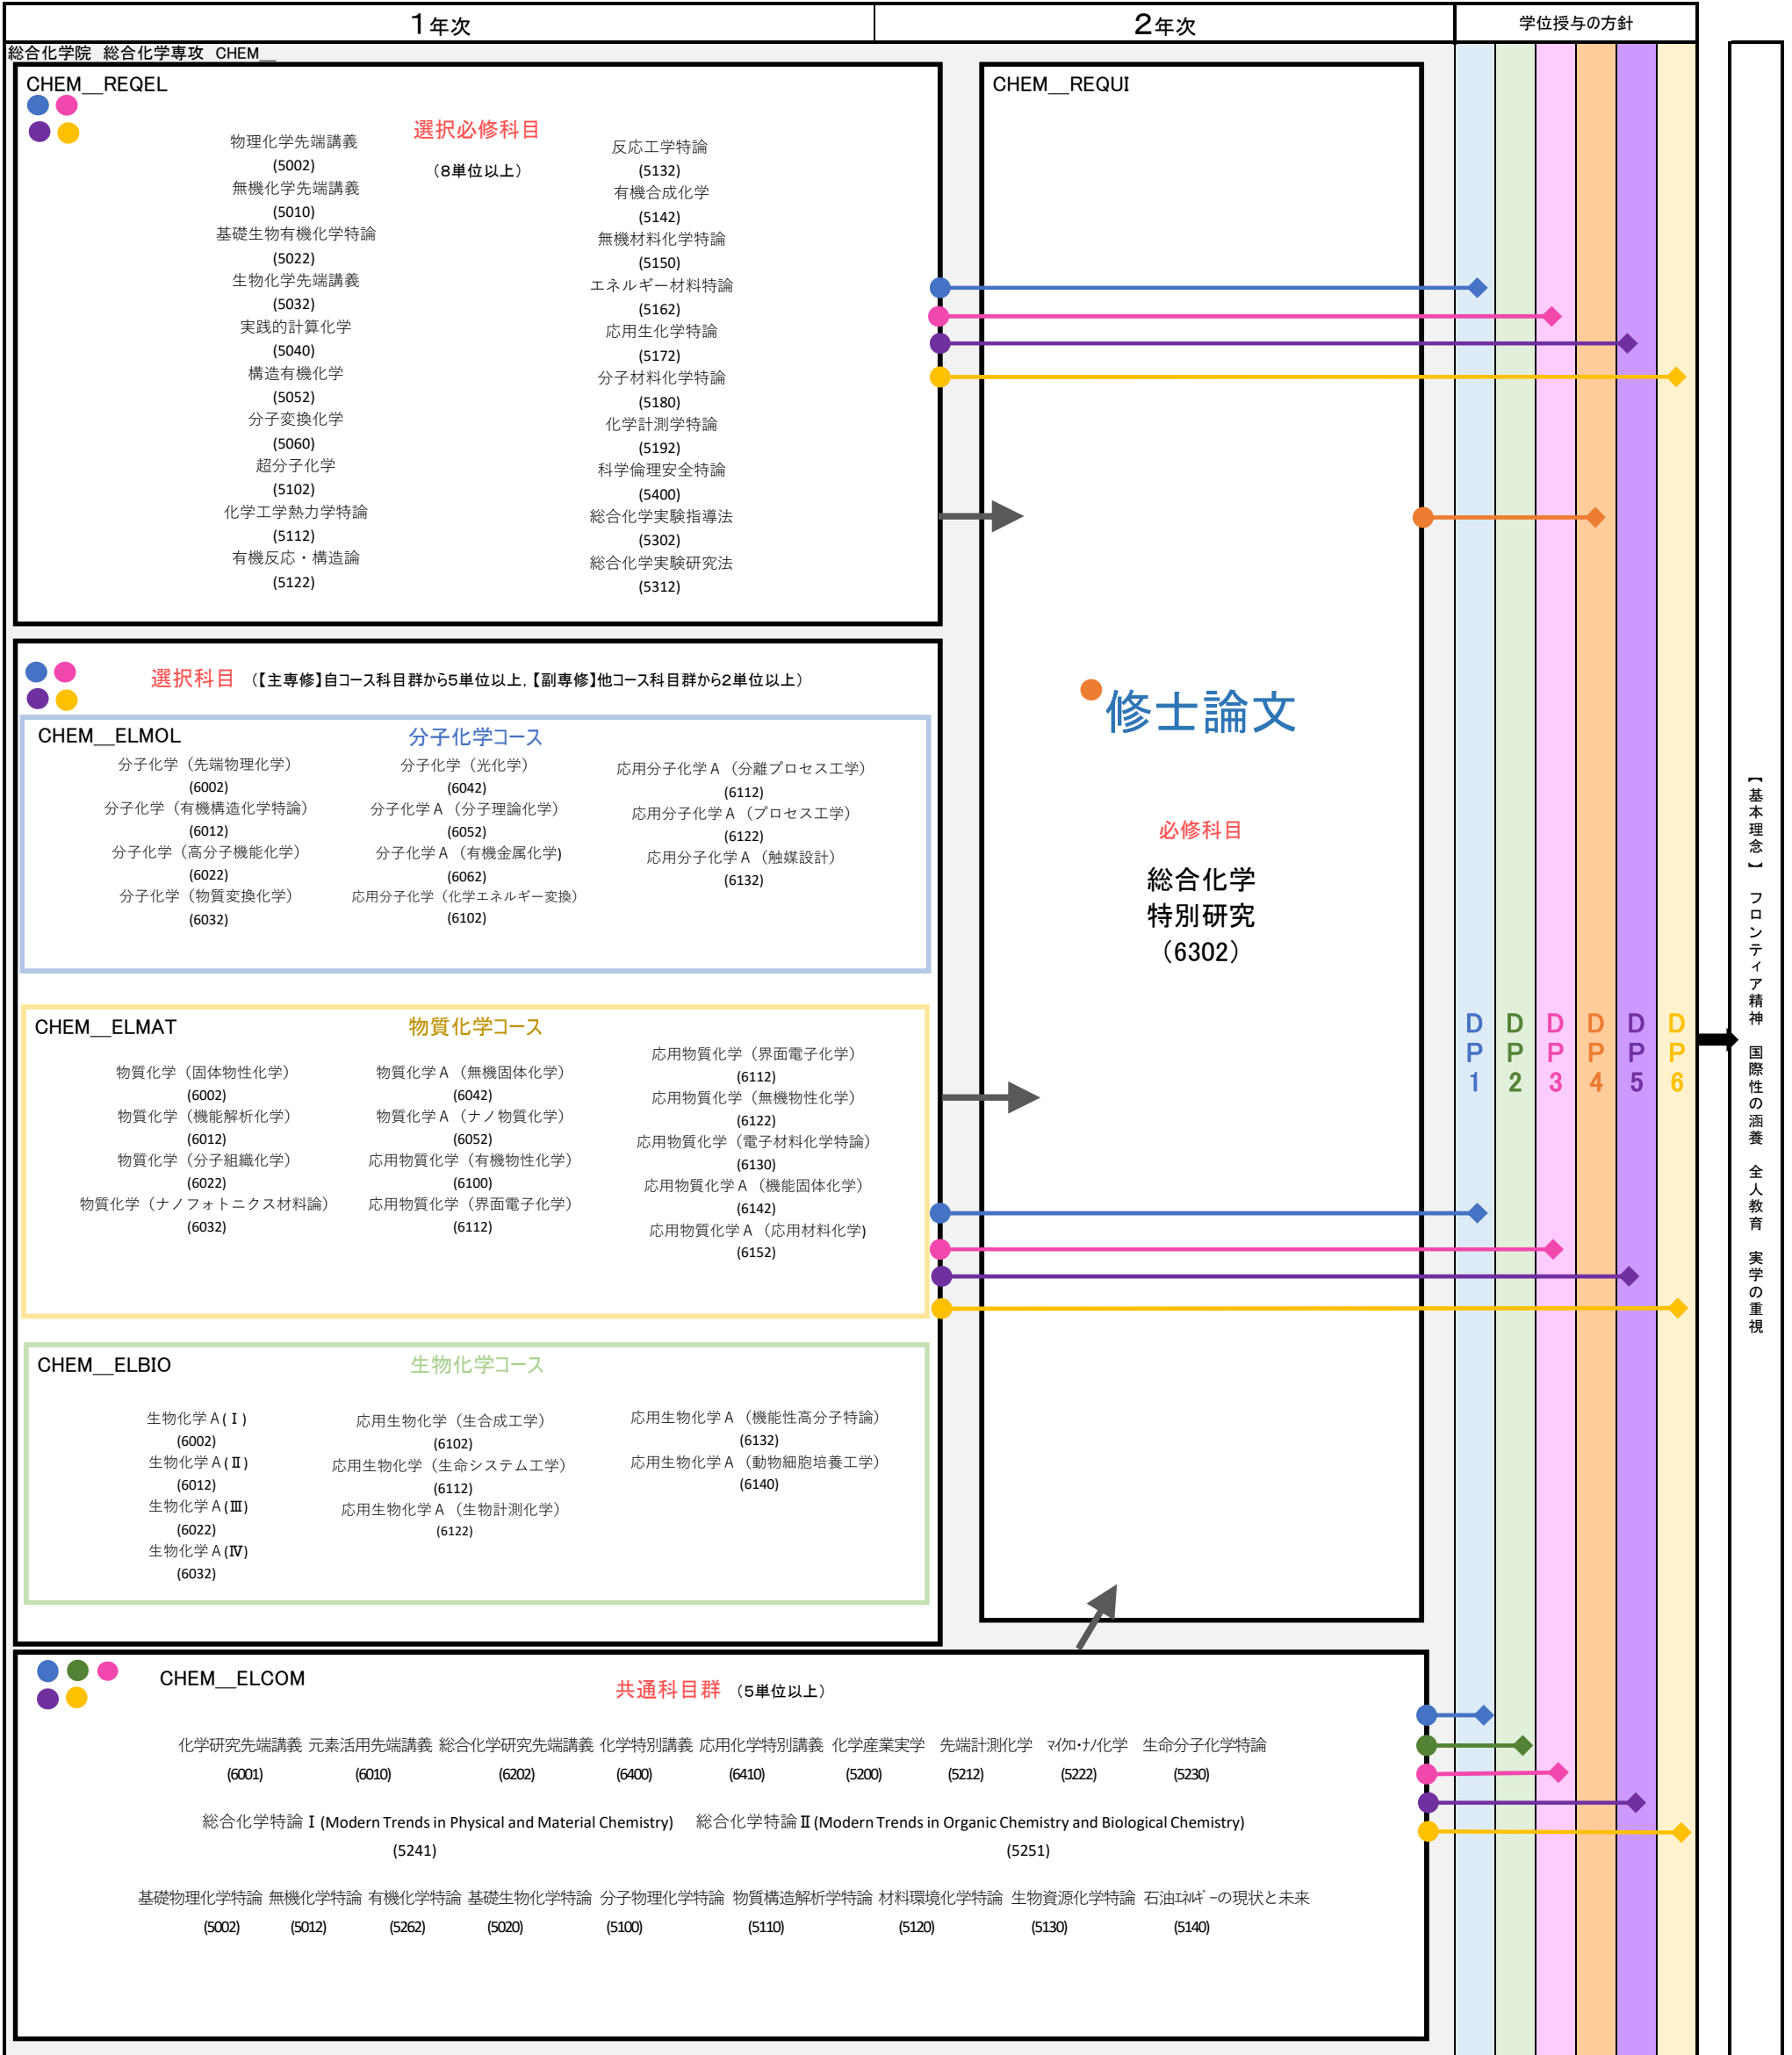 1年次
2年次
学位授与の方針
総合化学院 総合化学専攻 CHEM__
CHEM__REQEL
選択必修科目
（8単位以上）
物理化学先端講義
(5002)
無機化学先端講義
(5010)
基礎生物有機化学特論
(5022)
生物化学先端講義
(5032)
実践的計算化学
(5040)
構造有機化学
(5052)
分子変換化学
(5060)
超分子化学
(5102)
化学工学熱力学特論
(5112)
有機反応・構造論
(5122)
反応工学特論
(5132)
有機合成化学
(5142)
無機材料化学特論
(5150)
エネルギー材料特論
(5162)
応用生化学特論
(5172)
分子材料化学特論
(5180)
化学計測学特論
(5192)
科学倫理安全特論
(5400)
総合化学実験指導法
(5302)
総合化学実験研究法
(5312)
CHEM__REQUI
修士論文
必修科目
総合化学
特別研究
（6302）
選択科目 （【主専修】自コース科目群から5単位以上，【副専修】他コース科目群から2単位以上）
CHEM__ELMOL
分子化学コース
分子化学（先端物理化学）
(6002)
分子化学（有機構造化学特論）
(6012)
分子化学（高分子機能化学）
(6022)
分子化学（物質変換化学）
(6032)
分子化学（光化学）
(6042)
分子化学A（分子理論化学）
(6052)
分子化学A（有機金属化学)
(6062)
応用分子化学（化学エネルギー変換）
(6102)
応用分子化学A（分離プロセス工学）
(6112)
応用分子化学A（プロセス工学）
(6122)
応用分子化学A（触媒設計）
(6132)
CHEM__ELMAT
物質化学コース
物質化学（固体物性化学）
(6002)
物質化学（機能解析化学）
(6012)
物質化学（分子組織化学）
(6022)
物質化学（ナノフォトニクス材料論）
(6032)
物質化学A（無機固体化学）
(6042)
物質化学A（ナノ物質化学）
(6052)
応用物質化学（有機物性化学）
(6100)
応用物質化学（界面電子化学）
(6112)
応用物質化学（界面電子化学）
(6112)
応用物質化学（無機物性化学）
(6122)
応用物質化学（電子材料化学特論）
(6130)
応用物質化学A（機能固体化学）
(6142)
応用物質化学A（応用材料化学)
(6152)
CHEM__ELBIO
生物化学コース
生物化学A(Ⅰ)
(6002)
生物化学A(Ⅱ)
(6012)
生物化学A(Ⅲ)
(6022)
生物化学A(Ⅳ)
(6032)
応用生物化学（生合成工学）
(6102)
応用生物化学（生命システム工学）
(6112)
応用生物化学A（生物計測化学）
(6122)
応用生物化学A（機能性高分子特論）
(6132)
応用生物化学A（動物細胞培養工学）
(6140)
CHEM__ELCOM
共通科目群 （5単位以上）
化学研究先端講義 元素活用先端講義 総合化学研究先端講義 化学特別講義 応用化学特別講義 化学産業実学 先端計測化学 ﾏｲｸﾛ・ﾅﾉ化学 生命分子化学特論
(6001) (6010) (6202) (6400) (6410) (5200) (5212) (5222) (5230)
総合化学特論Ⅰ(Modern Trends in Physical and Material Chemistry) 総合化学特論Ⅱ(Modern Trends in Organic Chemistry and Biological Chemistry)
(5241) (5251)
基礎物理化学特論 無機化学特論 有機化学特論 基礎生物化学特論 分子物理化学特論 物質構造解析学特論 材料環境化学特論 生物資源化学特論 石油ｴﾈﾙｷﾞｰの現状と未来
(5002) (5012) (5262) (5020) (5100) (5110) (5120) (5130) (5140)
DP1
DP2
DP3
DP4
DP5
DP6
【基本理念】 フロンティア精神 国際性の涵養 全人教育 実学の重視